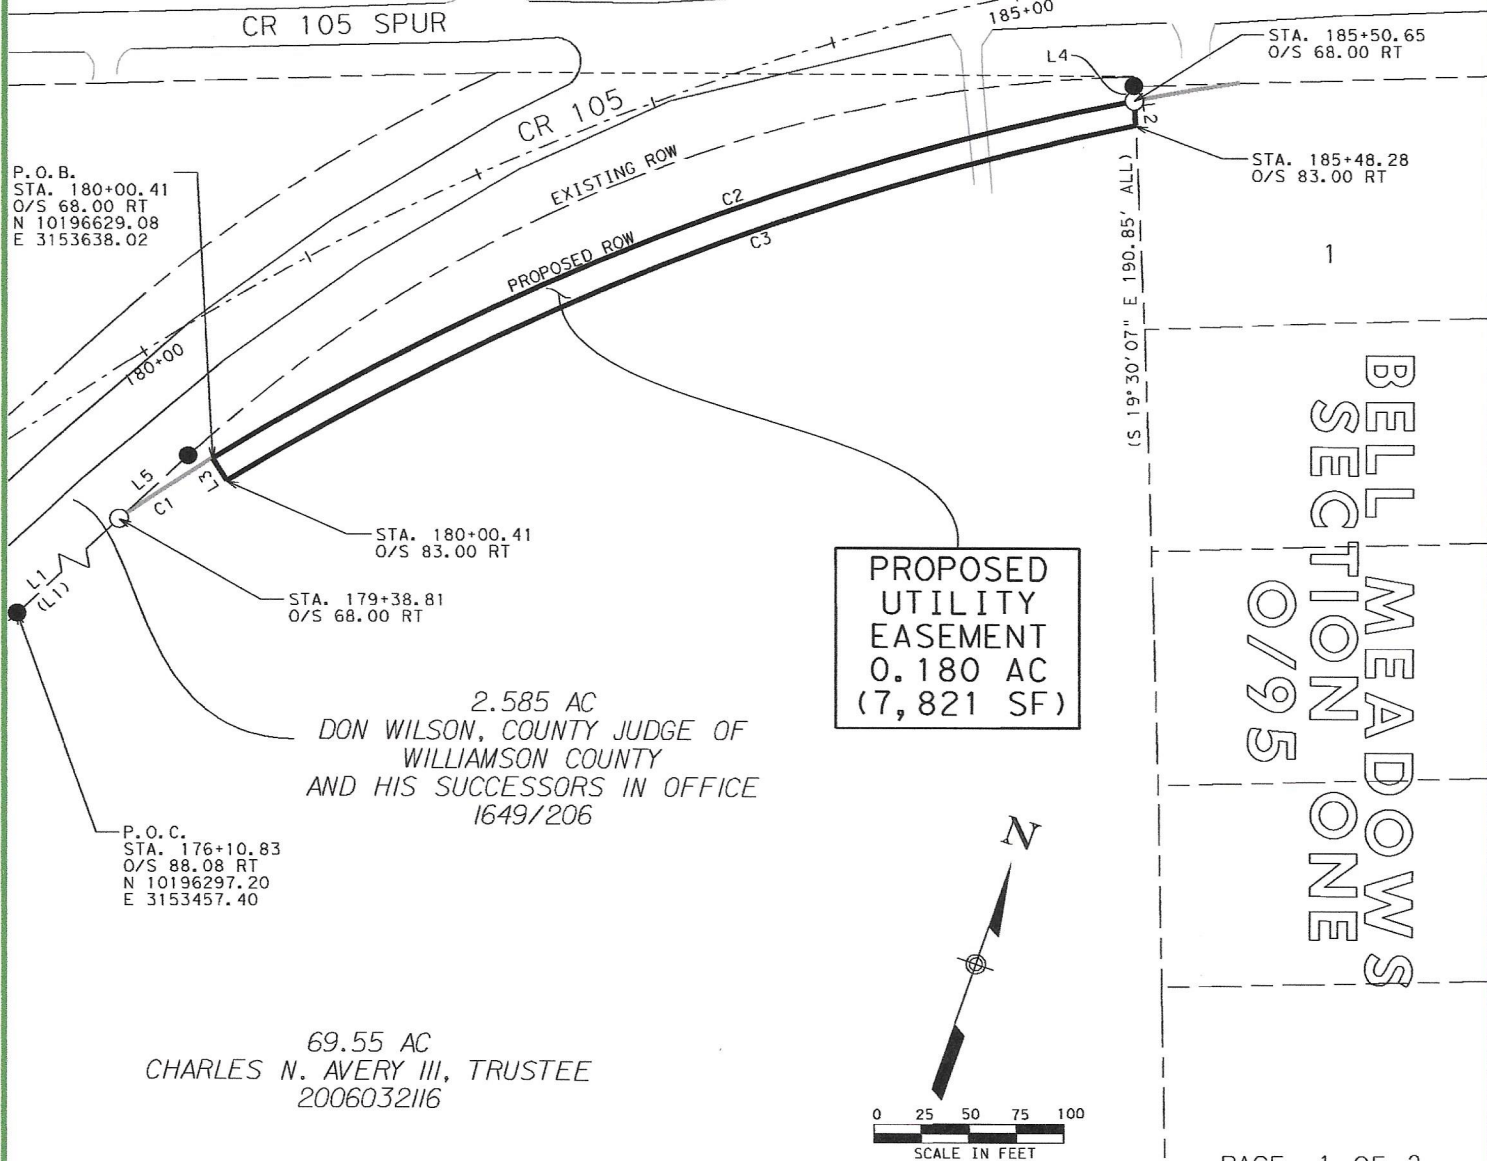 CR 105 SPUR
185+00
STA. 185+50.65
O/S 68.00 RT
L4
CR 105
L2
P.O.B.
STA. 180+00.41
O/S 68.00 RT
N 10196629.08
E 3153638.02
EXISTING ROW
STA. 185+48.28
O/S 83.00 RT
C2
C3
PROPOSED ROW
(S 19°30'07" E 190.85' ALL)
1
180+00
L5
C1
L3
STA. 180+00.41
O/S 83.00 RT
L1
(L1)
STA. 179+38.81
O/S 68.00 RT
PROPOSED
UTILITY
EASEMENT
0.180 AC
(7,821 SF)
BELL MEADOWS
SECTION ONE
O/95
2.585 AC
DON WILSON, COUNTY JUDGE OF
WILLIAMSON COUNTY
AND HIS SUCCESSORS IN OFFICE
1649/206
P.O.C.
STA. 176+10.83
O/S 88.08 RT
N 10196297.20
E 3153457.40
N
69.55 AC
CHARLES N. AVERY III, TRUSTEE
2006032116
0 25 50 75 100
SCALE IN FEET
PAGE 1 OF